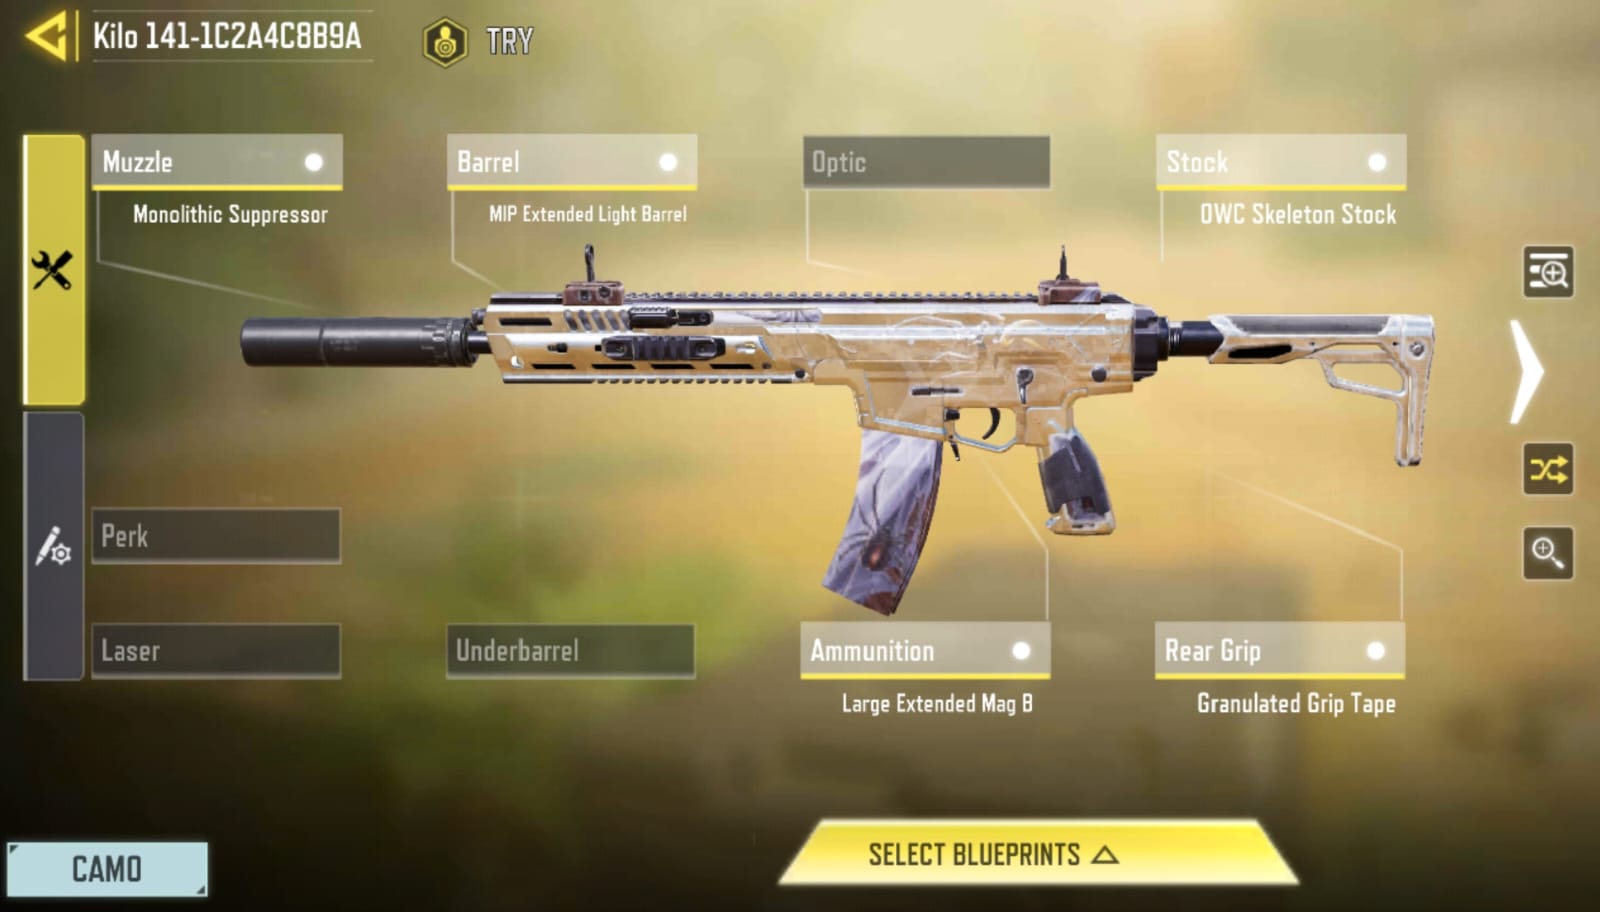 Kilo 141-1C2A4C8B9A
TRY
Muzzle
Monolithic Suppressor
Barrel
MIP Extended Light Barrel
Optic
Stock
OWC Skeleton Stock
Perk
Laser
Underbarrel
Ammunition
Large Extended Mag B
Rear Grip
Granulated Grip Tape
CAMO
SELECT BLUEPRINTS